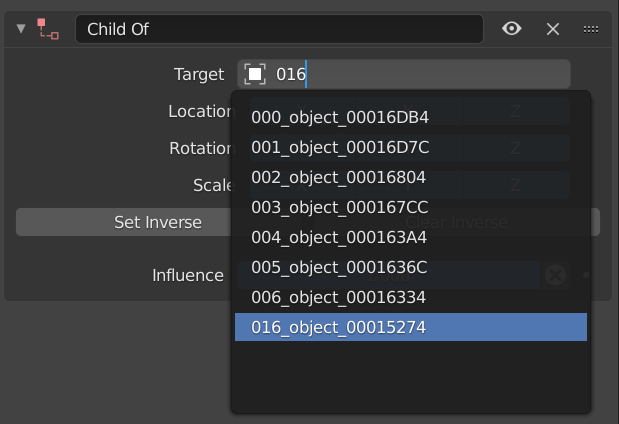 Child Of
Target 016
000_object_00016DB4
Location
001_object_00016D7C
Rotation
002_object_00016804
Scale
003_object_000167CC
Set Inverse Clear Inverse
004_object_000163A4
005_object_0001636C
Influence
006_object_00016334
016_object_00015274